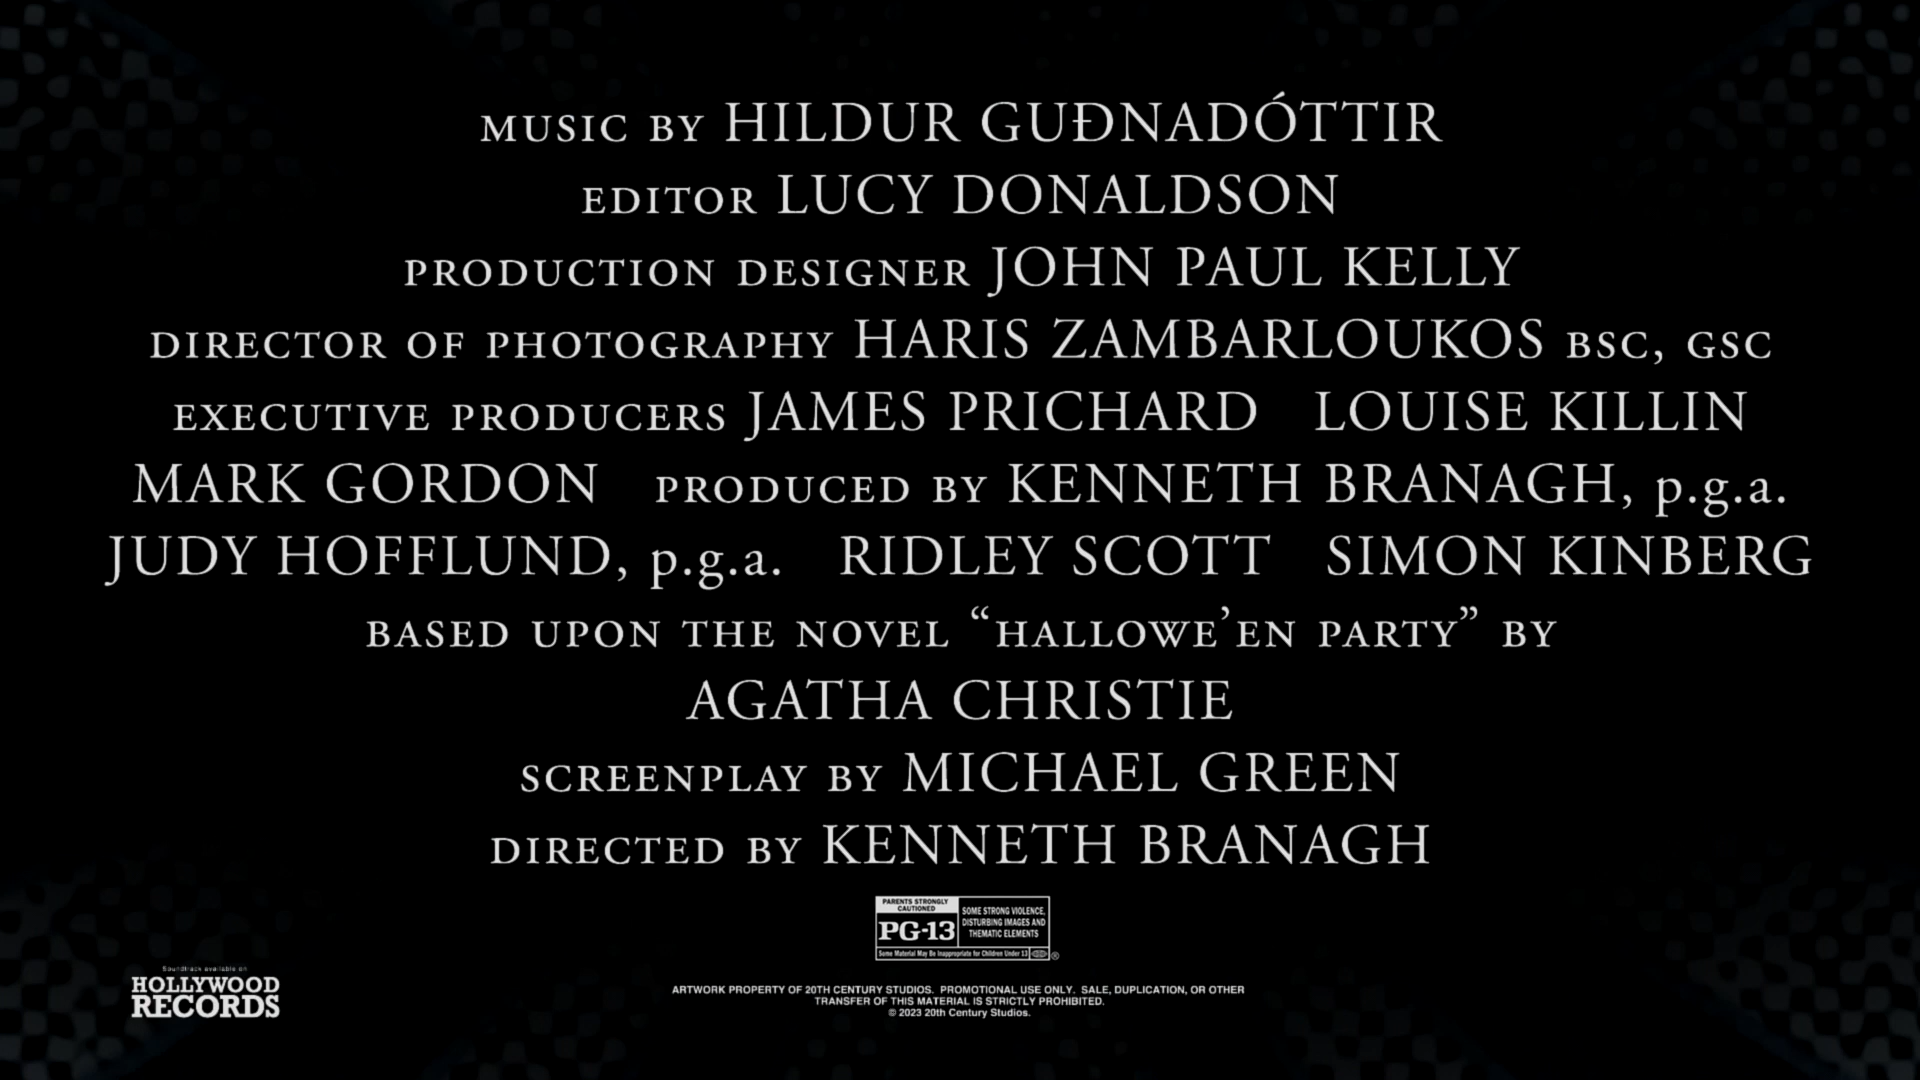 MUSIC BY HILDUR GUÐNADÓTTIR
EDITOR LUCY DONALDSON
PRODUCTION DESIGNER JOHN PAUL KELLY
DIRECTOR OF PHOTOGRAPHY HARIS ZAMBARLOUKOS BSC, GSC
EXECUTIVE PRODUCERS JAMES PRICHARD LOUISE KILLIN
MARK GORDON PRODUCED BY KENNETH BRANAGH, p.g.a.
JUDY HOFFLUND, p.g.a. RIDLEY SCOTT SIMON KINBERG
BASED UPON THE NOVEL “HALLOWE’EN PARTY” BY
AGATHA CHRISTIE
SCREENPLAY BY MICHAEL GREEN
DIRECTED BY KENNETH BRANAGH
PARENTS STRONGLY
CAUTIONED
PG-13
SOME STRONG VIOLENCE,
DISTURBING IMAGES AND
THEMATIC ELEMENTS
Some Material May Be Inappropriate for Children Under 13
®
Soundtrack available on
HOLLYWOOD
RECORDS
ARTWORK PROPERTY OF 20TH CENTURY STUDIOS. PROMOTIONAL USE ONLY. SALE, DUPLICATION, OR OTHER
TRANSFER OF THIS MATERIAL IS STRICTLY PROHIBITED.
© 2023 20th Century Studios.